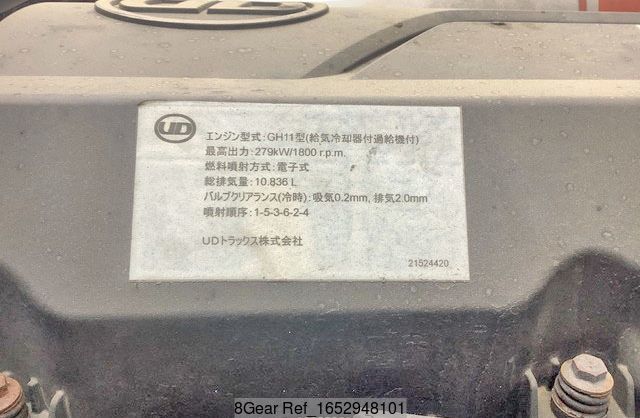 UD
UD
エンジン型式:GH11型(給気冷却器付過給機付)
最高出力:279kW/1800 r.p.m.
燃料噴射方式:電子式
総排気量:10.836 L
バルブクリアランス(冷時):吸気0.2mm, 排気2.0mm
噴射順序:1-5-3-6-2-4
UDトラックス株式会社
21524420
8Gear Ref_1652948101